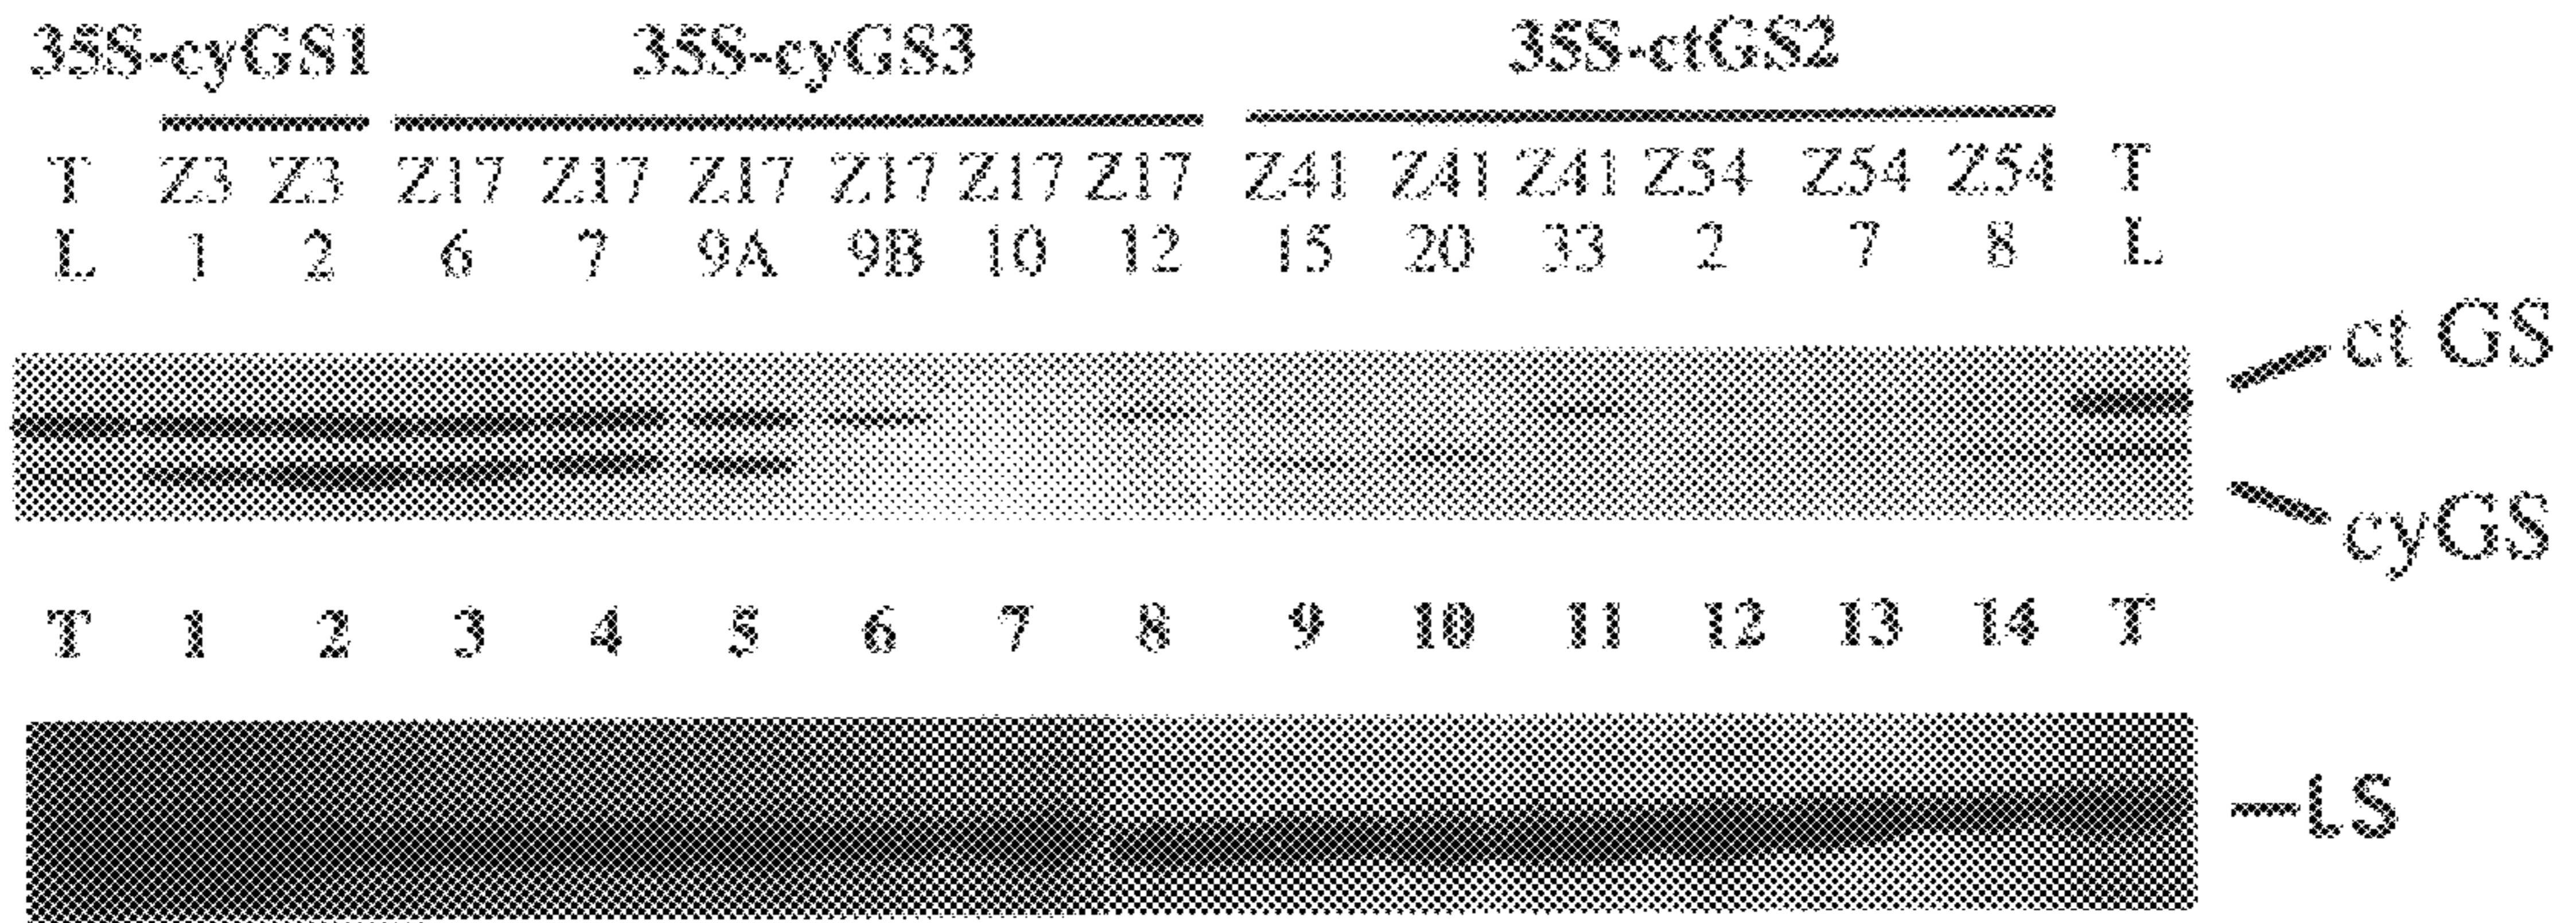 35S-cyGS1 35S-cyGS3 35S-ctGS2
T Z3 Z3 Z17 Z17 Z17 Z17 Z17 Z17 Z41 Z41 Z41 Z54 Z54 Z54 T
L 1 2 6 7 9A 9B 10 12 15 20 33 2 7 8 L
ct GS
cyGS
T 1 2 3 4 5 6 7 8 9 10 11 12 13 14 T
LS